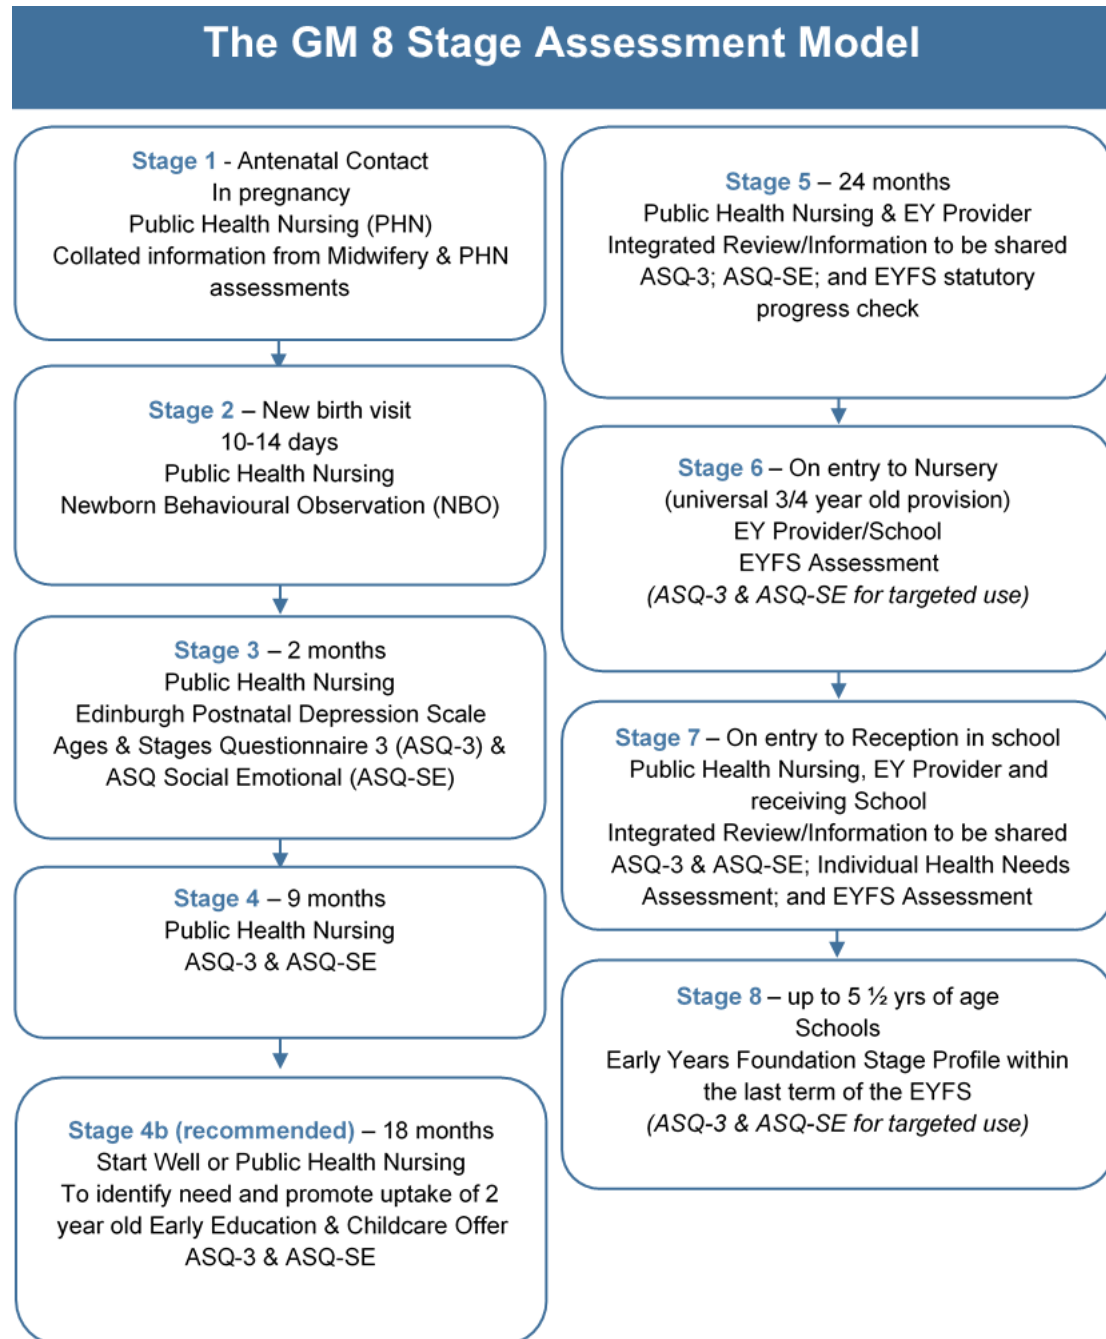 The GM 8 Stage Assessment Model
Stage 1 - Antenatal Contact
In pregnancy
Public Health Nursing (PHN)
Collated information from Midwifery & PHN
assessments
Stage 2 – New birth visit
10-14 days
Public Health Nursing
Newborn Behavioural Observation (NBO)
Stage 3 – 2 months
Public Health Nursing
Edinburgh Postnatal Depression Scale
Ages & Stages Questionnaire 3 (ASQ-3) &
ASQ Social Emotional (ASQ-SE)
Stage 4 – 9 months
Public Health Nursing
ASQ-3 & ASQ-SE
Stage 4b (recommended) – 18 months
Start Well or Public Health Nursing
To identify need and promote uptake of 2
year old Early Education & Childcare Offer
ASQ-3 & ASQ-SE
Stage 5 – 24 months
Public Health Nursing & EY Provider
Integrated Review/Information to be shared
ASQ-3; ASQ-SE; and EYFS statutory
progress check
Stage 6 – On entry to Nursery
(universal 3/4 year old provision)
EY Provider/School
EYFS Assessment
(ASQ-3 & ASQ-SE for targeted use)
Stage 7 – On entry to Reception in school
Public Health Nursing, EY Provider and
receiving School
Integrated Review/Information to be shared
ASQ-3 & ASQ-SE; Individual Health Needs
Assessment; and EYFS Assessment
Stage 8 – up to 5 ½ yrs of age
Schools
Early Years Foundation Stage Profile within
the last term of the EYFS
(ASQ-3 & ASQ-SE for targeted use)